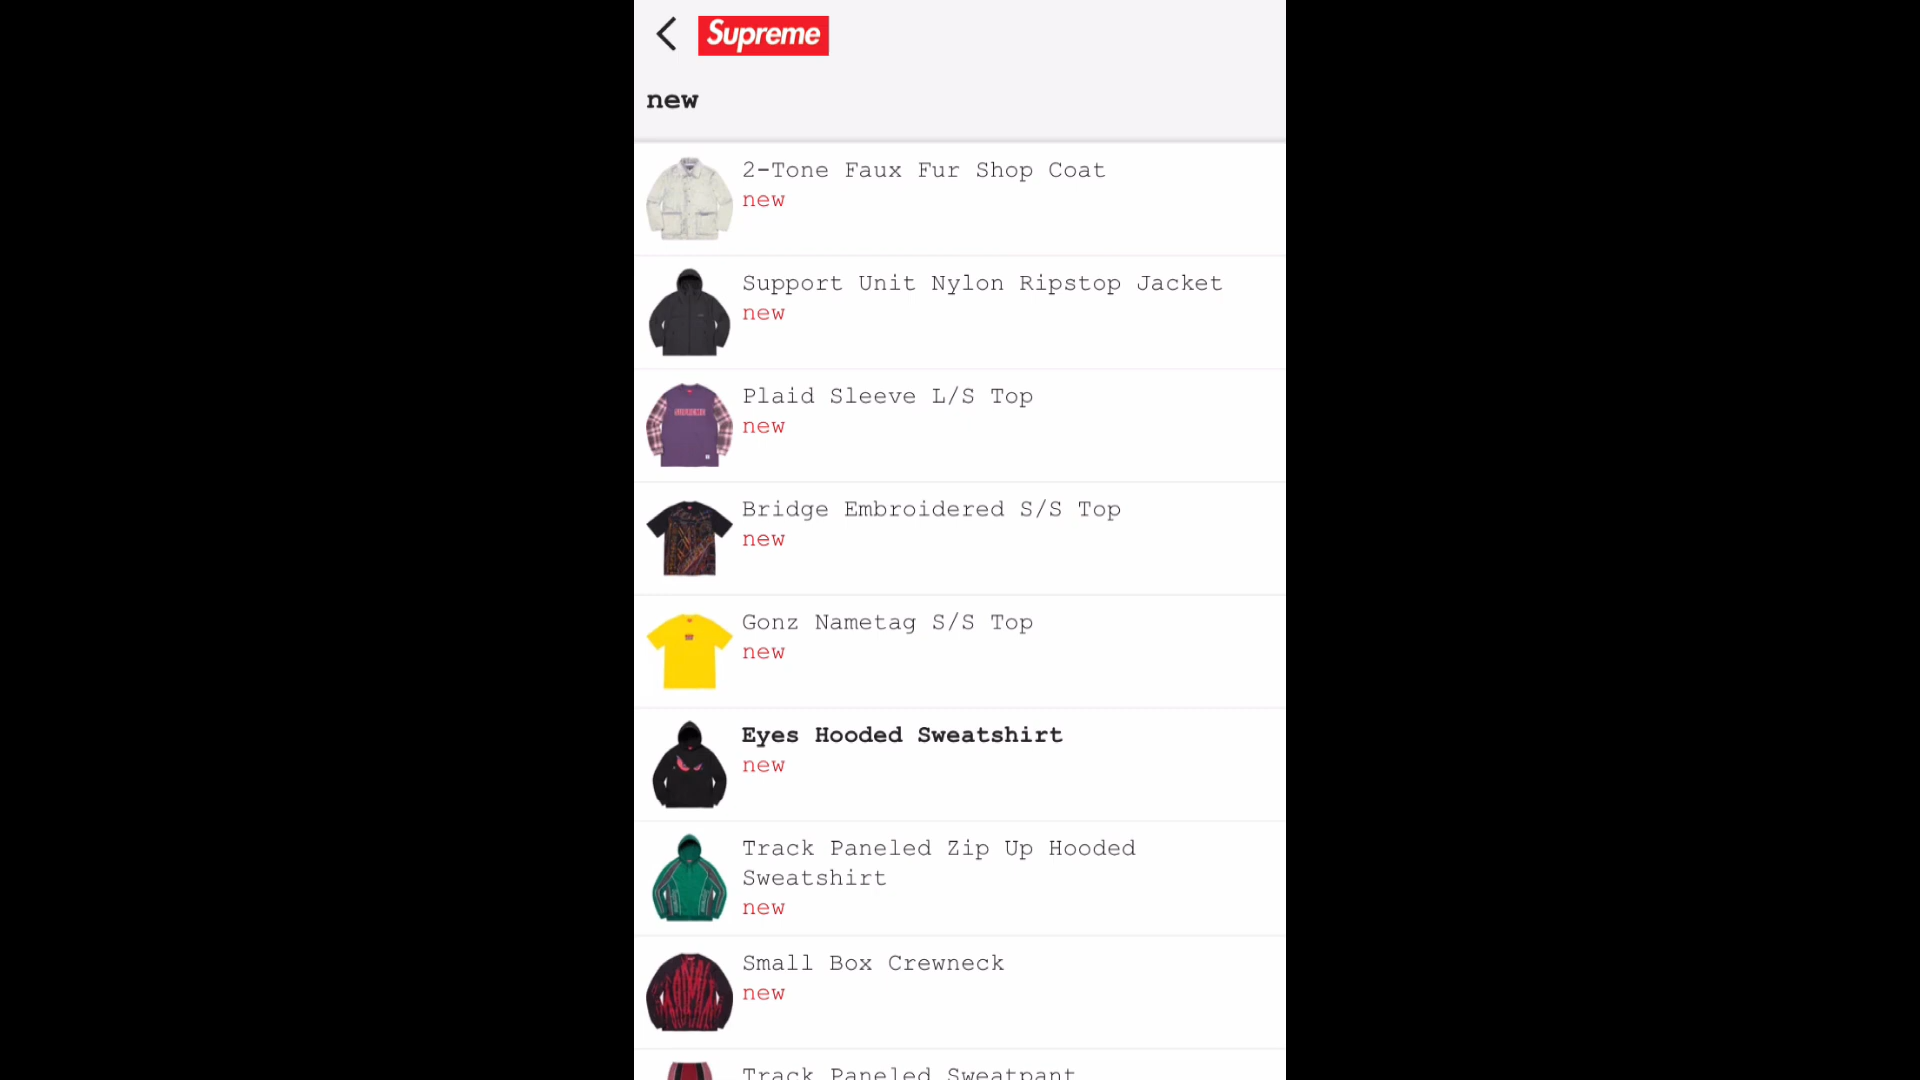 Supreme
new
2-Tone Faux Fur Shop Coat
new
Support Unit Nylon Ripstop Jacket
new
SUPREME
Plaid Sleeve L/S Top
new
Bridge Embroidered S/S Top
new
Gonz Nametag S/S Top
new
Eyes Hooded Sweatshirt
new
Track Paneled Zip Up Hooded
Sweatshirt
new
Small Box Crewneck
new
Track Paneled Sweatpant